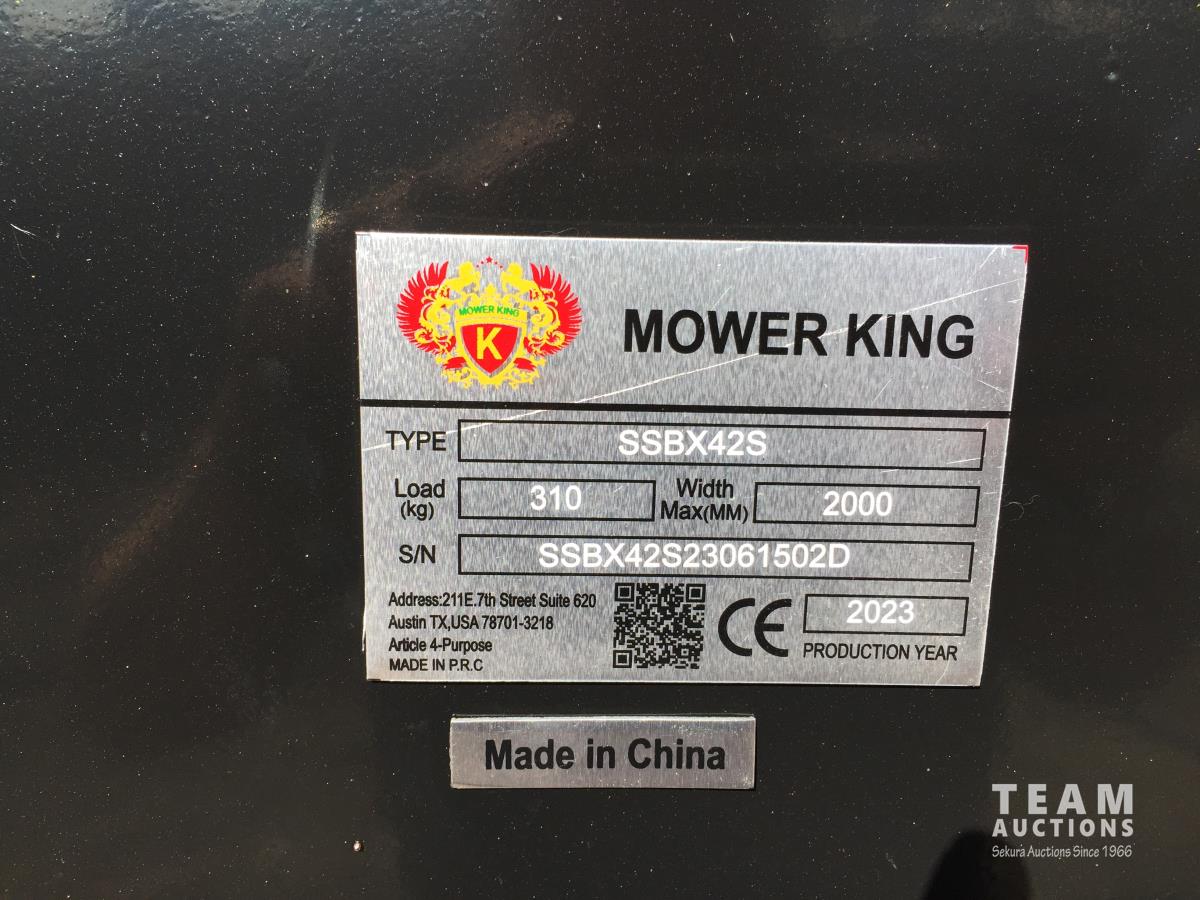 MOWER KING
K
MOWER KING
TYPE SSBX42S
Load (kg) 310 Width Max(MM) 2000
S/N SSBX42S23061502D
Address:211E.7th Street Suite 620
Austin TX,USA 78701-3218
Article 4-Purpose
MADE IN P.R.C
CE
2023
PRODUCTION YEAR
Made in China
TEAM
AUCTIONS
Sekura Auctions Since 1966